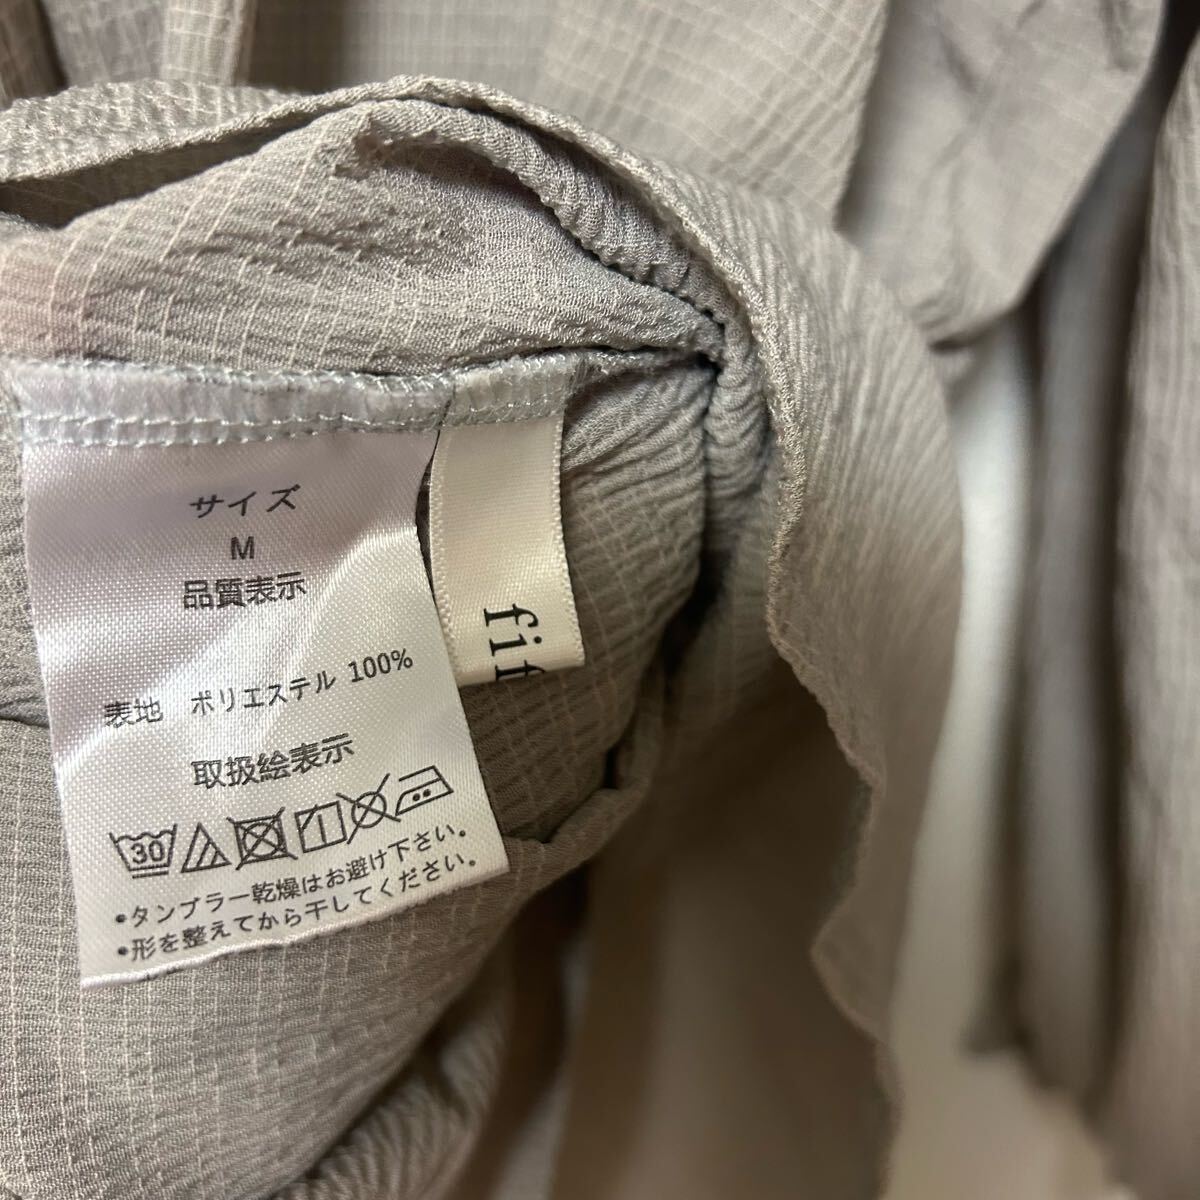 サイズ
M
品質表示
表地 ポリエステル 100%
取扱絵表示
30
•タンブラー乾燥はお避け下さい。
•形を整えてから干してください。
fif